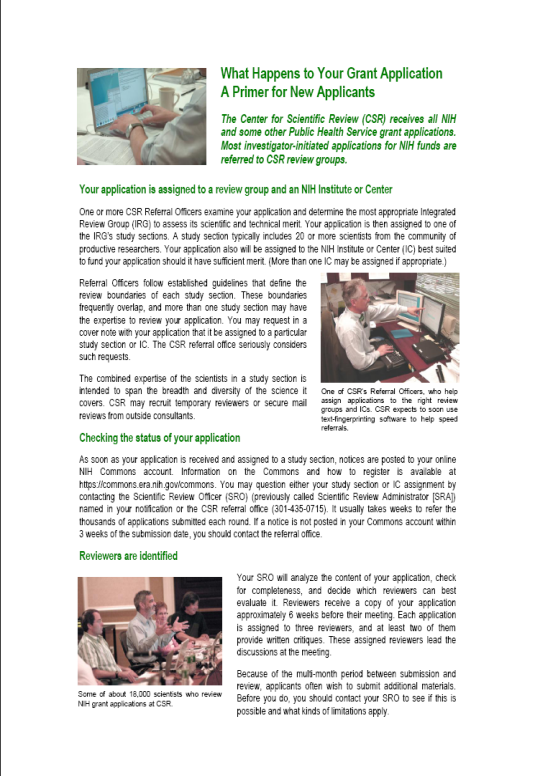 What Happens to Your Grant Application
A Primer for New Applicants
The Center for Scientific Review (CSR) receives all NIH
and some other Public Health Service grant applications.
Most investigator-initiated applications for NIH funds are
referred to CSR review groups.
Your application is assigned to a review group and an NIH Institute or Center
One or more CSR Referral Officers examine your application and determine the most appropriate Integrated
Review Group (IRG) to assess its scientific and technical merit. Your application is then assigned to one of
the IRG's study sections. A study section typically includes 20 or more scientists from the community of
productive researchers. Your application also will be assigned to the NIH Institute or Center (IC) best suited
to fund your application should it have sufficient merit. (More than one IC may be assigned if appropriate.)
Referral Officers follow established guidelines that define the
review boundaries of each study section. These boundaries
frequently overlap, and more than one study section may have
the expertise to review your application. You may request in a
cover note with your application that it be assigned to a particular
study section or IC. The CSR referral office seriously considers
such requests.
The combined expertise of the scientists in a study section is
intended to span the breadth and diversity of the science it
covers. CSR may recruit temporary reviewers or secure mail
reviews from outside consultants.
One of CSR's Referral Officers, who help
assign applications to the right review
groups and ICs. CSR expects to soon use
text-fingerprinting software to help speed
referrals.
Checking the status of your application
As soon as your application is received and assigned to a study section, notices are posted to your online
NIH Commons account. Information on the Commons and how to register is available at
https://commons.era.nih.gov/commons. You may question either your study section or IC assignment by
contacting the Scientific Review Officer (SRO) (previously called Scientific Review Administrator [SRA])
named in your notification or the CSR referral office (301-435-0715). It usually takes weeks to refer the
thousands of applications submitted each round. If a notice is not posted in your Commons account within
3 weeks of the submission date, you should contact the referral office.
Reviewers are identified
Your SRO will analyze the content of your application, check
for completeness, and decide which reviewers can best
evaluate it. Reviewers receive a copy of your application
approximately 6 weeks before their meeting. Each application
is assigned to three reviewers, and at least two of them
provide written critiques. These assigned reviewers lead the
discussions at the meeting.
Because of the multi-month period between submission and
review, applicants often wish to submit additional materials.
Before you do, you should contact your SRO to see if this is
possible and what kinds of limitations apply.
Some of about 18,000 scientists who review
NIH grant applications at CSR.